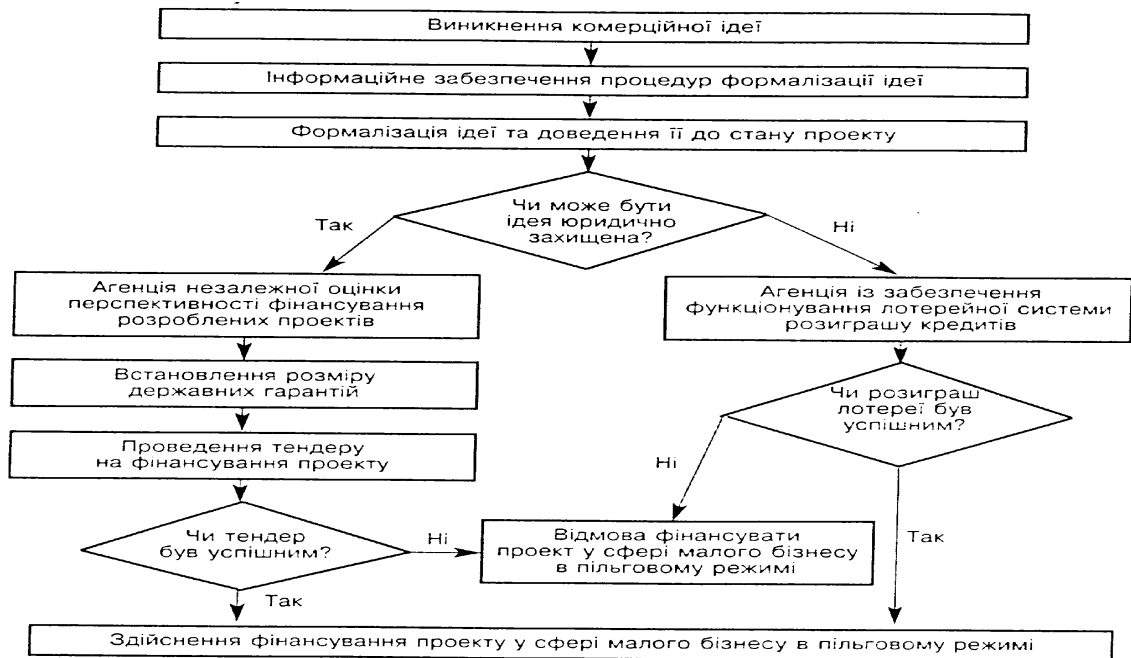 Виникнення комерційної ідеї
Інформаційне забезпечення процедур формалізації ідеї
Формалізація ідеї та доведення її до стану проекту
Чи може бути
ідея юридично
захищена?
Так
Ні
Агенція незалежної оцінки
перспективності фінансування
розроблених проектів
Агенція із забезпечення
функціонування лотерейної системи
розиграшу кредитів
Встановлення розміру
державних гарантій
Чи розиграш
лотереї був
успішним?
Проведення тендеру
на фінансування проекту
Ні
Так
Чи тендер
був успішним?
Ні
Відмова фінансувати
проект у сфері малого бізнесу
в пільговому режимі
Так
Здійснення фінансування проекту у сфері малого бізнесу в пільговому режимі